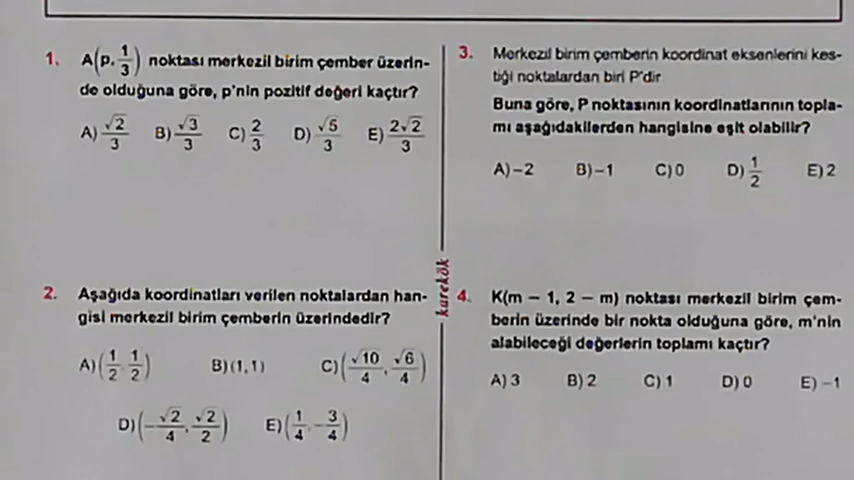 1. A(p, 1/3) noktası merkezil birim çember üzerin-
de olduğuna göre, p'nin pozitif değeri kaçtır?
A) √2/3 B) √3/3 C) 2/3 D) √5/3 E) 2√2/3
2. Aşağıda koordinatları verilen noktalardan han-
gisi merkezil birim çemberin üzerindedir?
A) (1/2, 1/2) B) (1, 1) C) (√10/4, √6/4)
D) (-√2/4, √2/2) E) (1/4, -3/4)
karekök
3. Merkezil birim çemberin koordinat eksenlerini kes-
tiği noktalardan biri P'dir
Buna göre, P noktasının koordinatlarının topla-
mı aşağıdakilerden hangisine eşit olabilir?
A) -2 B) -1 C) 0 D) 1/2 E) 2
4. K(m - 1, 2 - m) noktası merkezil birim çem-
berin üzerinde bir nokta olduğuna göre, m'nin
alabileceği değerlerin toplamı kaçtır?
A) 3 B) 2 C) 1 D) 0 E) -1